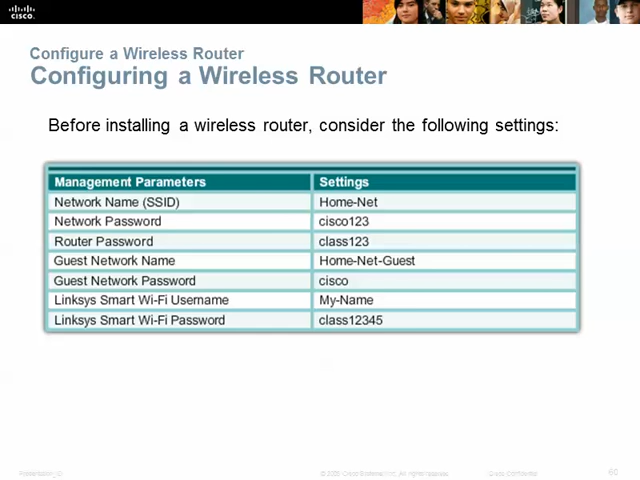 CISCO.
Configure a Wireless Router
Configuring a Wireless Router
Before installing a wireless router, consider the following settings:
Management Parameters Settings
Network Name (SSID) Home-Net
Network Password cisco123
Router Password class123
Guest Network Name Home-Net-Guest
Guest Network Password cisco
Linksys Smart Wi-Fi Username My-Name
Linksys Smart Wi-Fi Password class12345
Presentation_ID © 2008 Cisco Systems, Inc. All rights reserved. Cisco Confidential 60